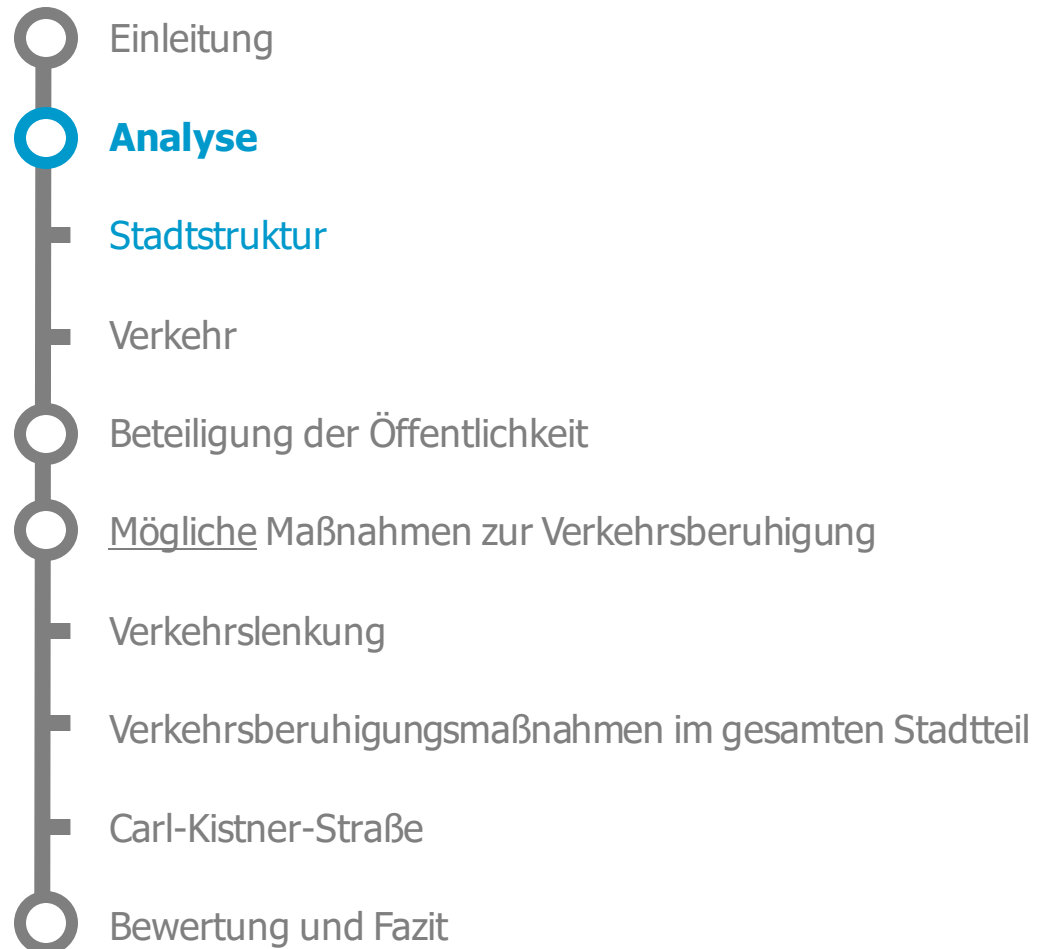 Einleitung
Analyse
Stadtstruktur
Verkehr
Beteiligung der Öffentlichkeit
Mögliche Maßnahmen zur Verkehrsberuhigung
Verkehrslenkung
Verkehrsberuhigungsmaßnahmen im gesamten Stadtteil
Carl-Kistner-Straße
Bewertung und Fazit